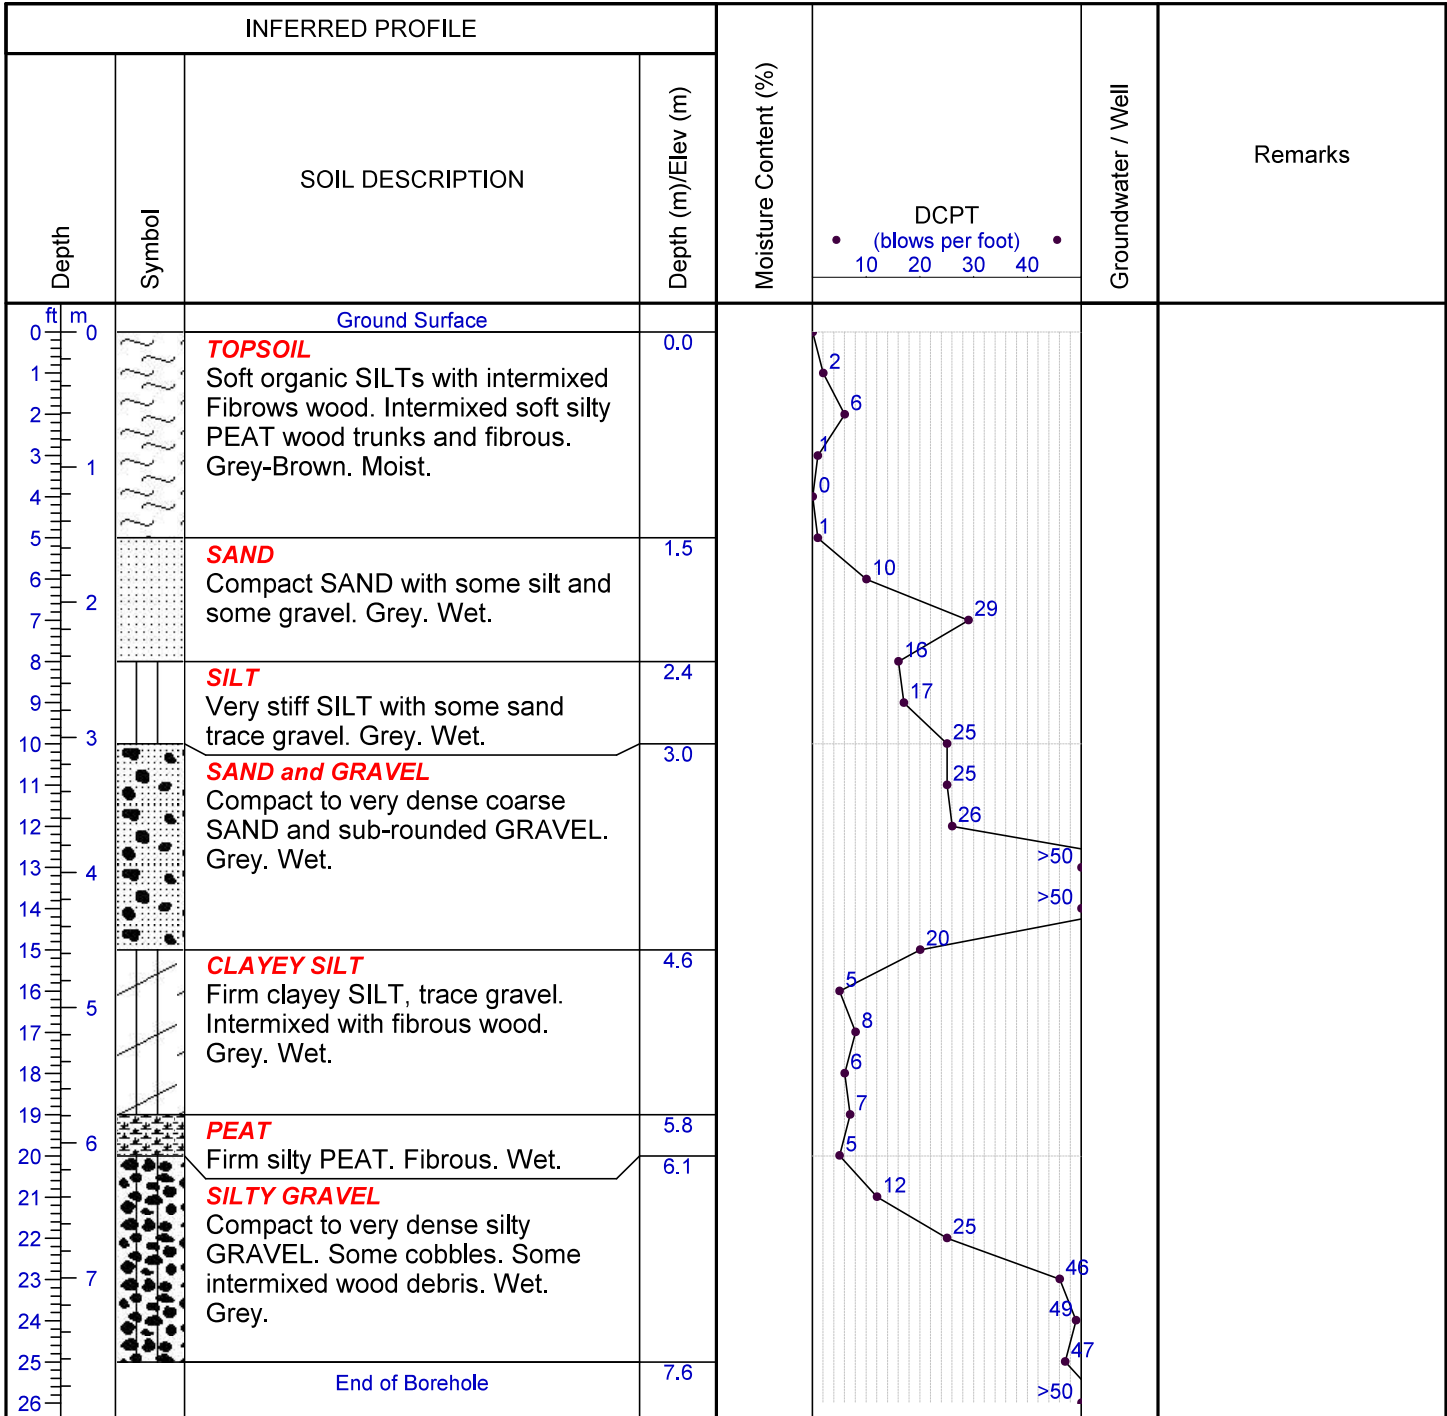 INFERRED PROFILE
Depth
Symbol
SOIL DESCRIPTION
Depth (m)/Elev (m)
Moisture Content (%)
DCPT
(blows per foot)
10 20 30 40
Groundwater / Well
Remarks
ft m
Ground Surface
0 0
TOPSOIL
0.0
1
Soft organic SILTs with intermixed
2
2
Fibrows wood. Intermixed soft silty
6
PEAT wood trunks and fibrous.
3 1
Grey-Brown. Moist.
1
4
0
5
1
SAND
1.5
6
Compact SAND with some silt and
10
2
some gravel. Grey. Wet.
7
29
8
16
SILT
2.4
9
Very stiff SILT with some sand
17
3
trace gravel. Grey. Wet.
10
25
3.0
SAND and GRAVEL
11
25
Compact to very dense coarse
12
SAND and sub-rounded GRAVEL.
26
Grey. Wet.
13
>50
4
14
>50
15
20
CLAYEY SILT
4.6
16
Firm clayey SILT, trace gravel.
5
5
Intermixed with fibrous wood.
17
8
Grey. Wet.
18
6
19
7
PEAT
5.8
6
Firm silty PEAT. Fibrous. Wet.
20
5
6.1
SILTY GRAVEL
21
12
Compact to very dense silty
22
25
GRAVEL. Some cobbles. Some
intermixed wood debris. Wet.
23 7
46
Grey.
24
49
25
47
End of Borehole
7.6
26
>50